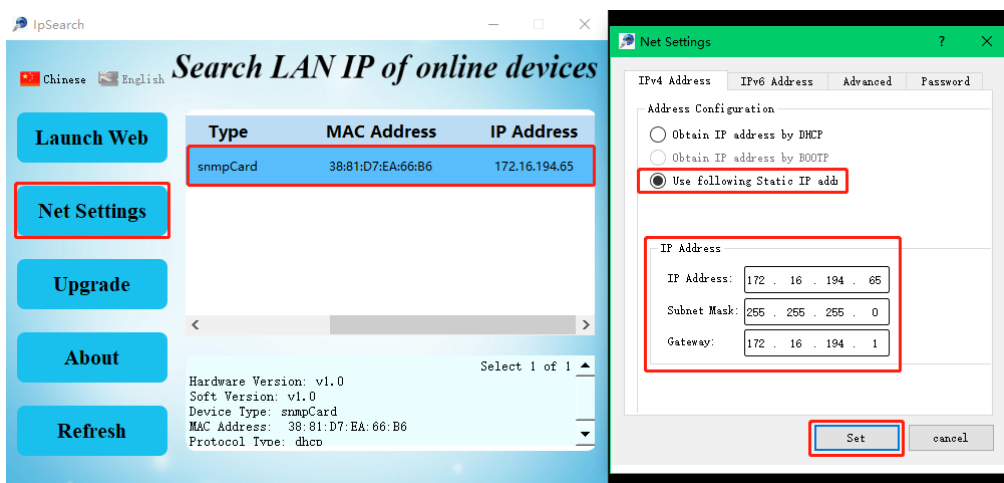 IpSearch
Chinese English
Search LAN IP of online devices
Launch Web
Net Settings
Upgrade
About
Refresh
Type MAC Address IP Address
snmpCard 38:81:D7:EA:66:B6 172.16.194.65
Select 1 of 1
Hardware Version: v1.0
Soft Version: v1.0
Device Type: snmpCard
MAC Address: 38:81:D7:EA:66:B6
Protocol Type: dhcp
Net Settings
IPv4 Address IPv6 Address Advanced Password
Address Configuration
Obtain IP address by DHCP
Obtain IP address by BOOTP
Use following Static IP add
IP Address
IP Address: 172 . 16 . 194 . 65
Subnet Mask: 255 . 255 . 255 . 0
Gateway: 172 . 16 . 194 . 1
Set cancel